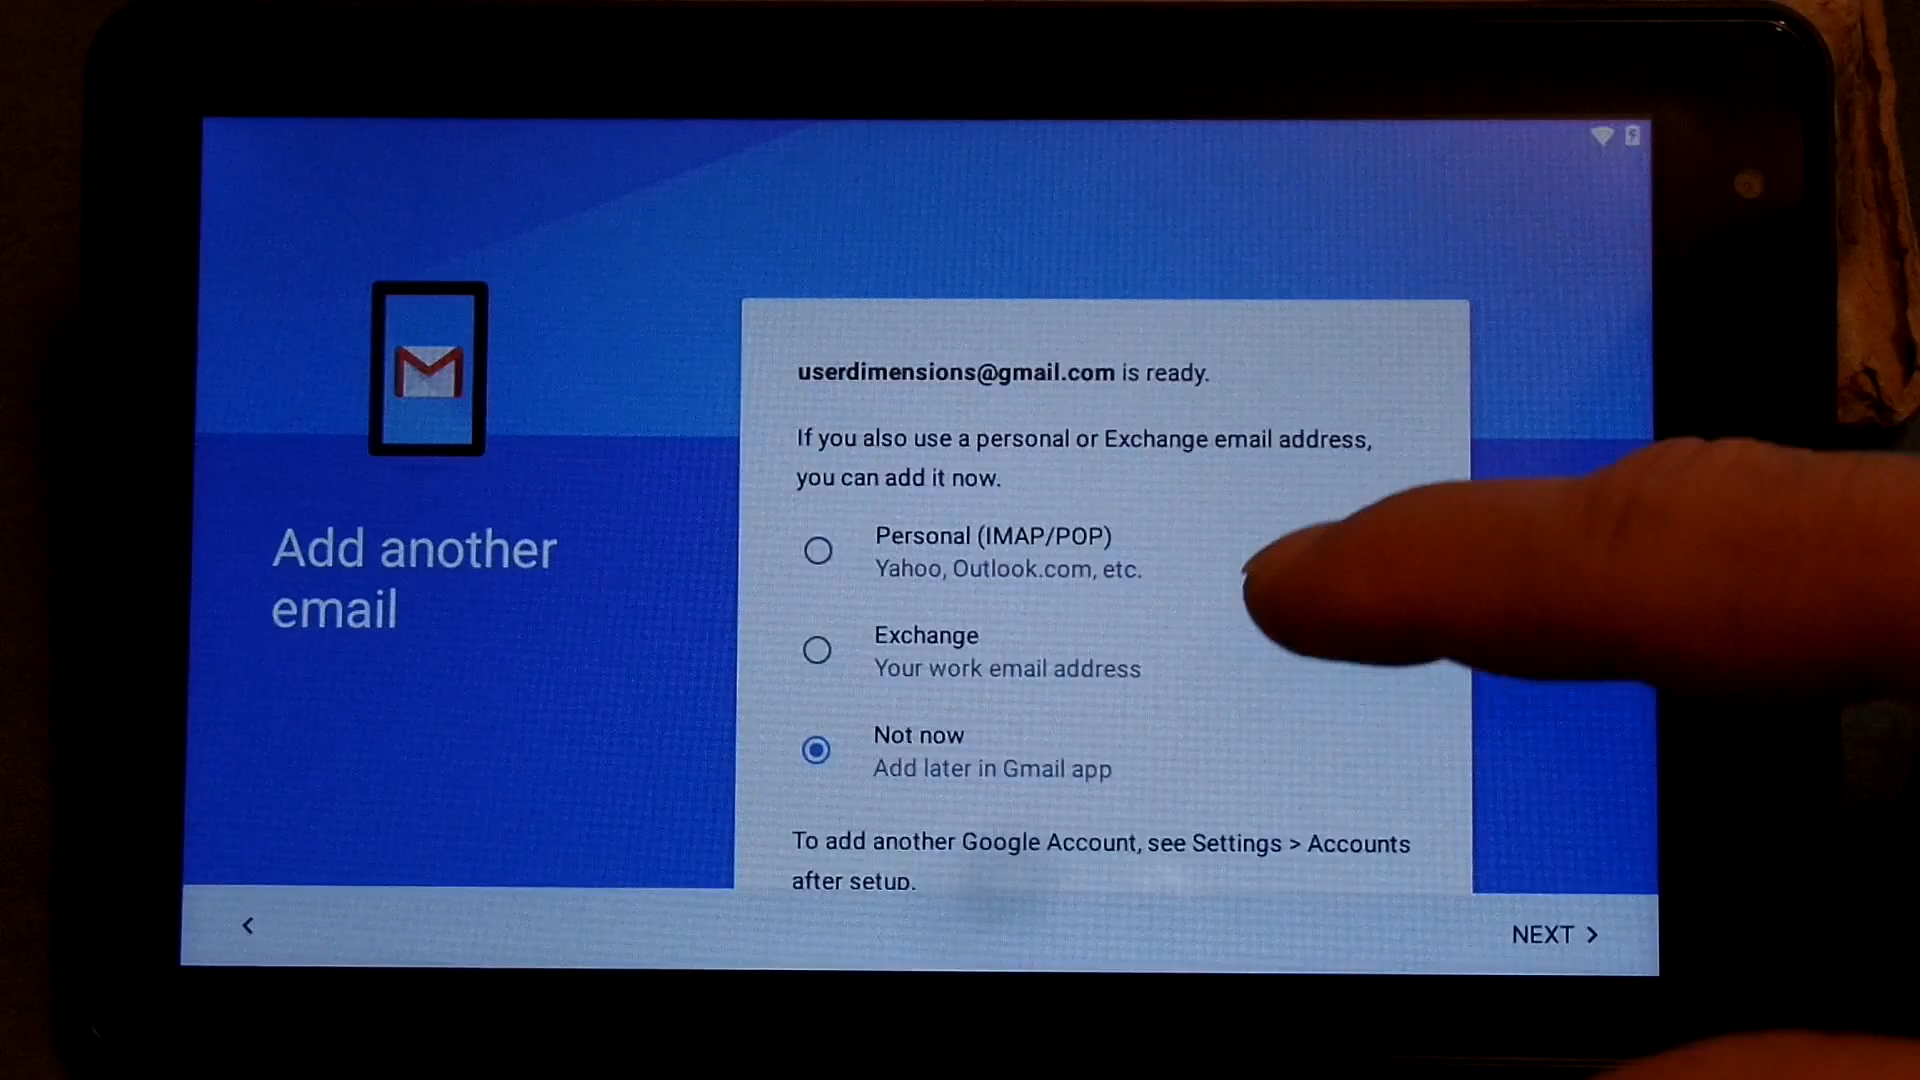 Add another
email
userdimensions@gmail.com is ready.
If you also use a personal or Exchange email address,
you can add it now.
Personal (IMAP/POP)
Yahoo, Outlook.com, etc.
Exchange
Your work email address
Not now
Add later in Gmail app
To add another Google Account, see Settings > Accounts
after setup.
NEXT